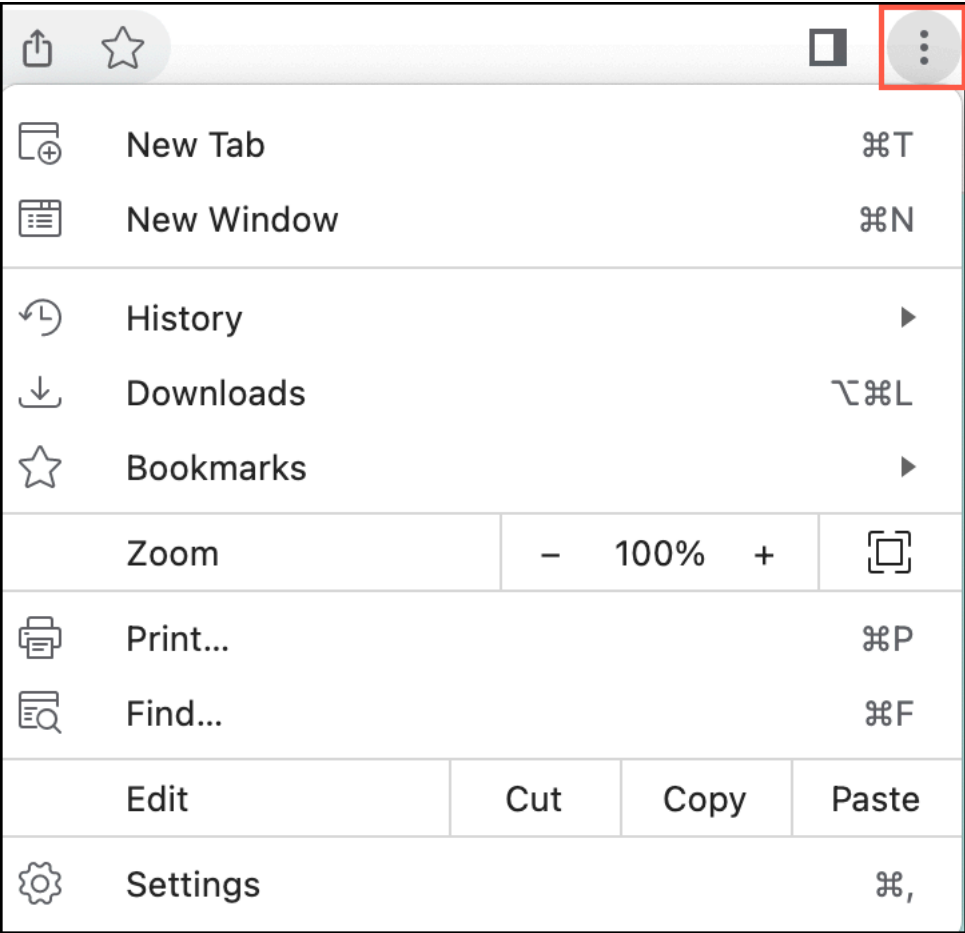 New Tab ⌘T
New Window ⌘N
History
Downloads ⌥⌘L
Bookmarks
Zoom − 100% +
Print... ⌘P
Find... ⌘F
Edit Cut Copy Paste
Settings ⌘,